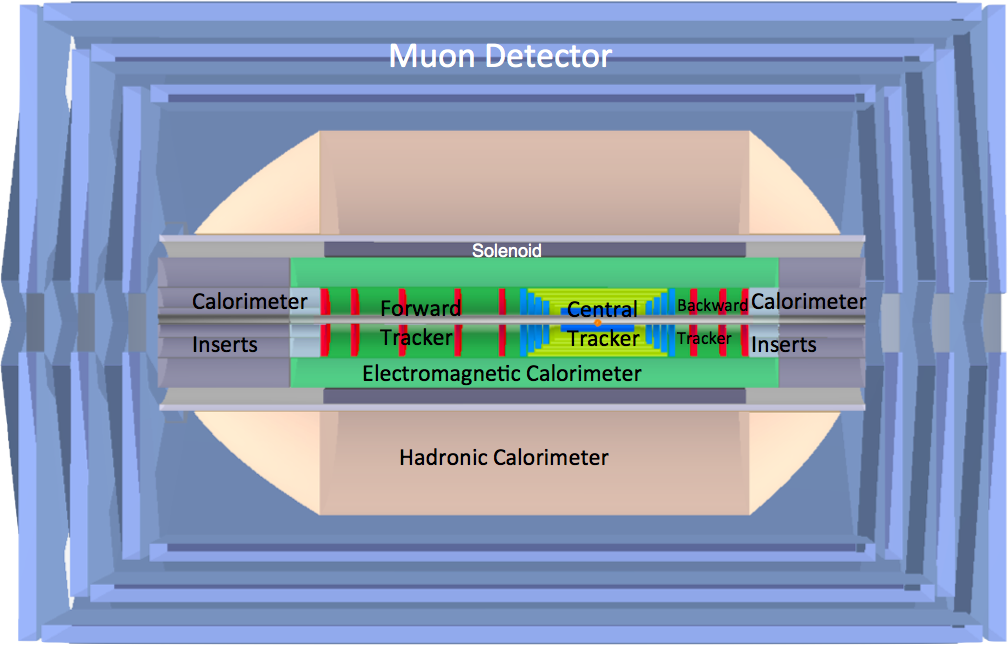 Muon Detector
Solenoid
Calorimeter
Inserts
Forward
Tracker
Central
Tracker
Backward
Tracker
Calorimeter
Inserts
Electromagnetic Calorimeter
Hadronic Calorimeter